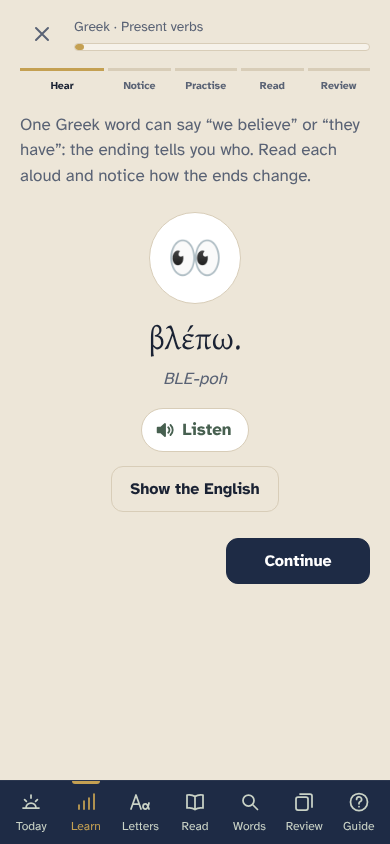 Greek · Present verbs
Hear
Notice
Practise
Read
Review
One Greek word can say “we believe” or “they
have”: the ending tells you who. Read each
aloud and notice how the ends change.
βλέπω.
BLE-poh
Listen
Show the English
Continue
Today
Learn
Aα
Letters
Read
Words
Review
?
Guide